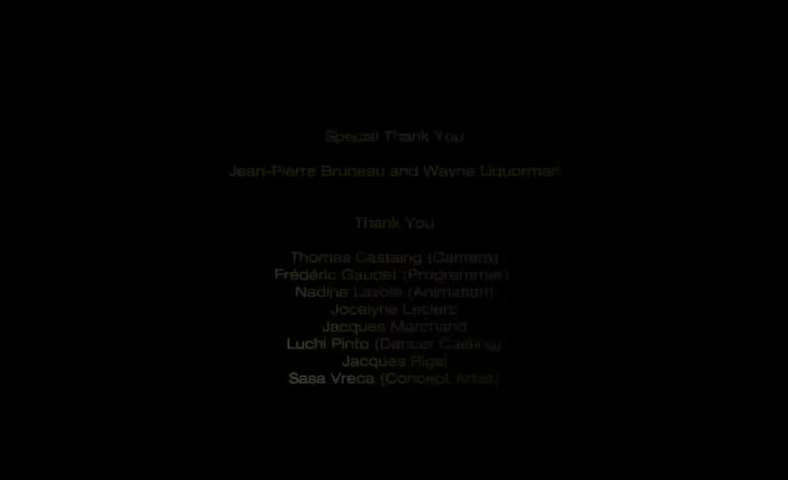 Special Thank You
Jean-Pierre Bruneau and Wayne Liquorman
Thank You
Thomas Castaing (Camera)
Frédéric Gaudet (Programmer)
Nadine Lavoie (Animation)
Jocelyne Leclerc
Jacques Marchand
Luchi Pinto (Dancer Casting)
Jacques Rigal
Sasa Vreca (Concept Artist)